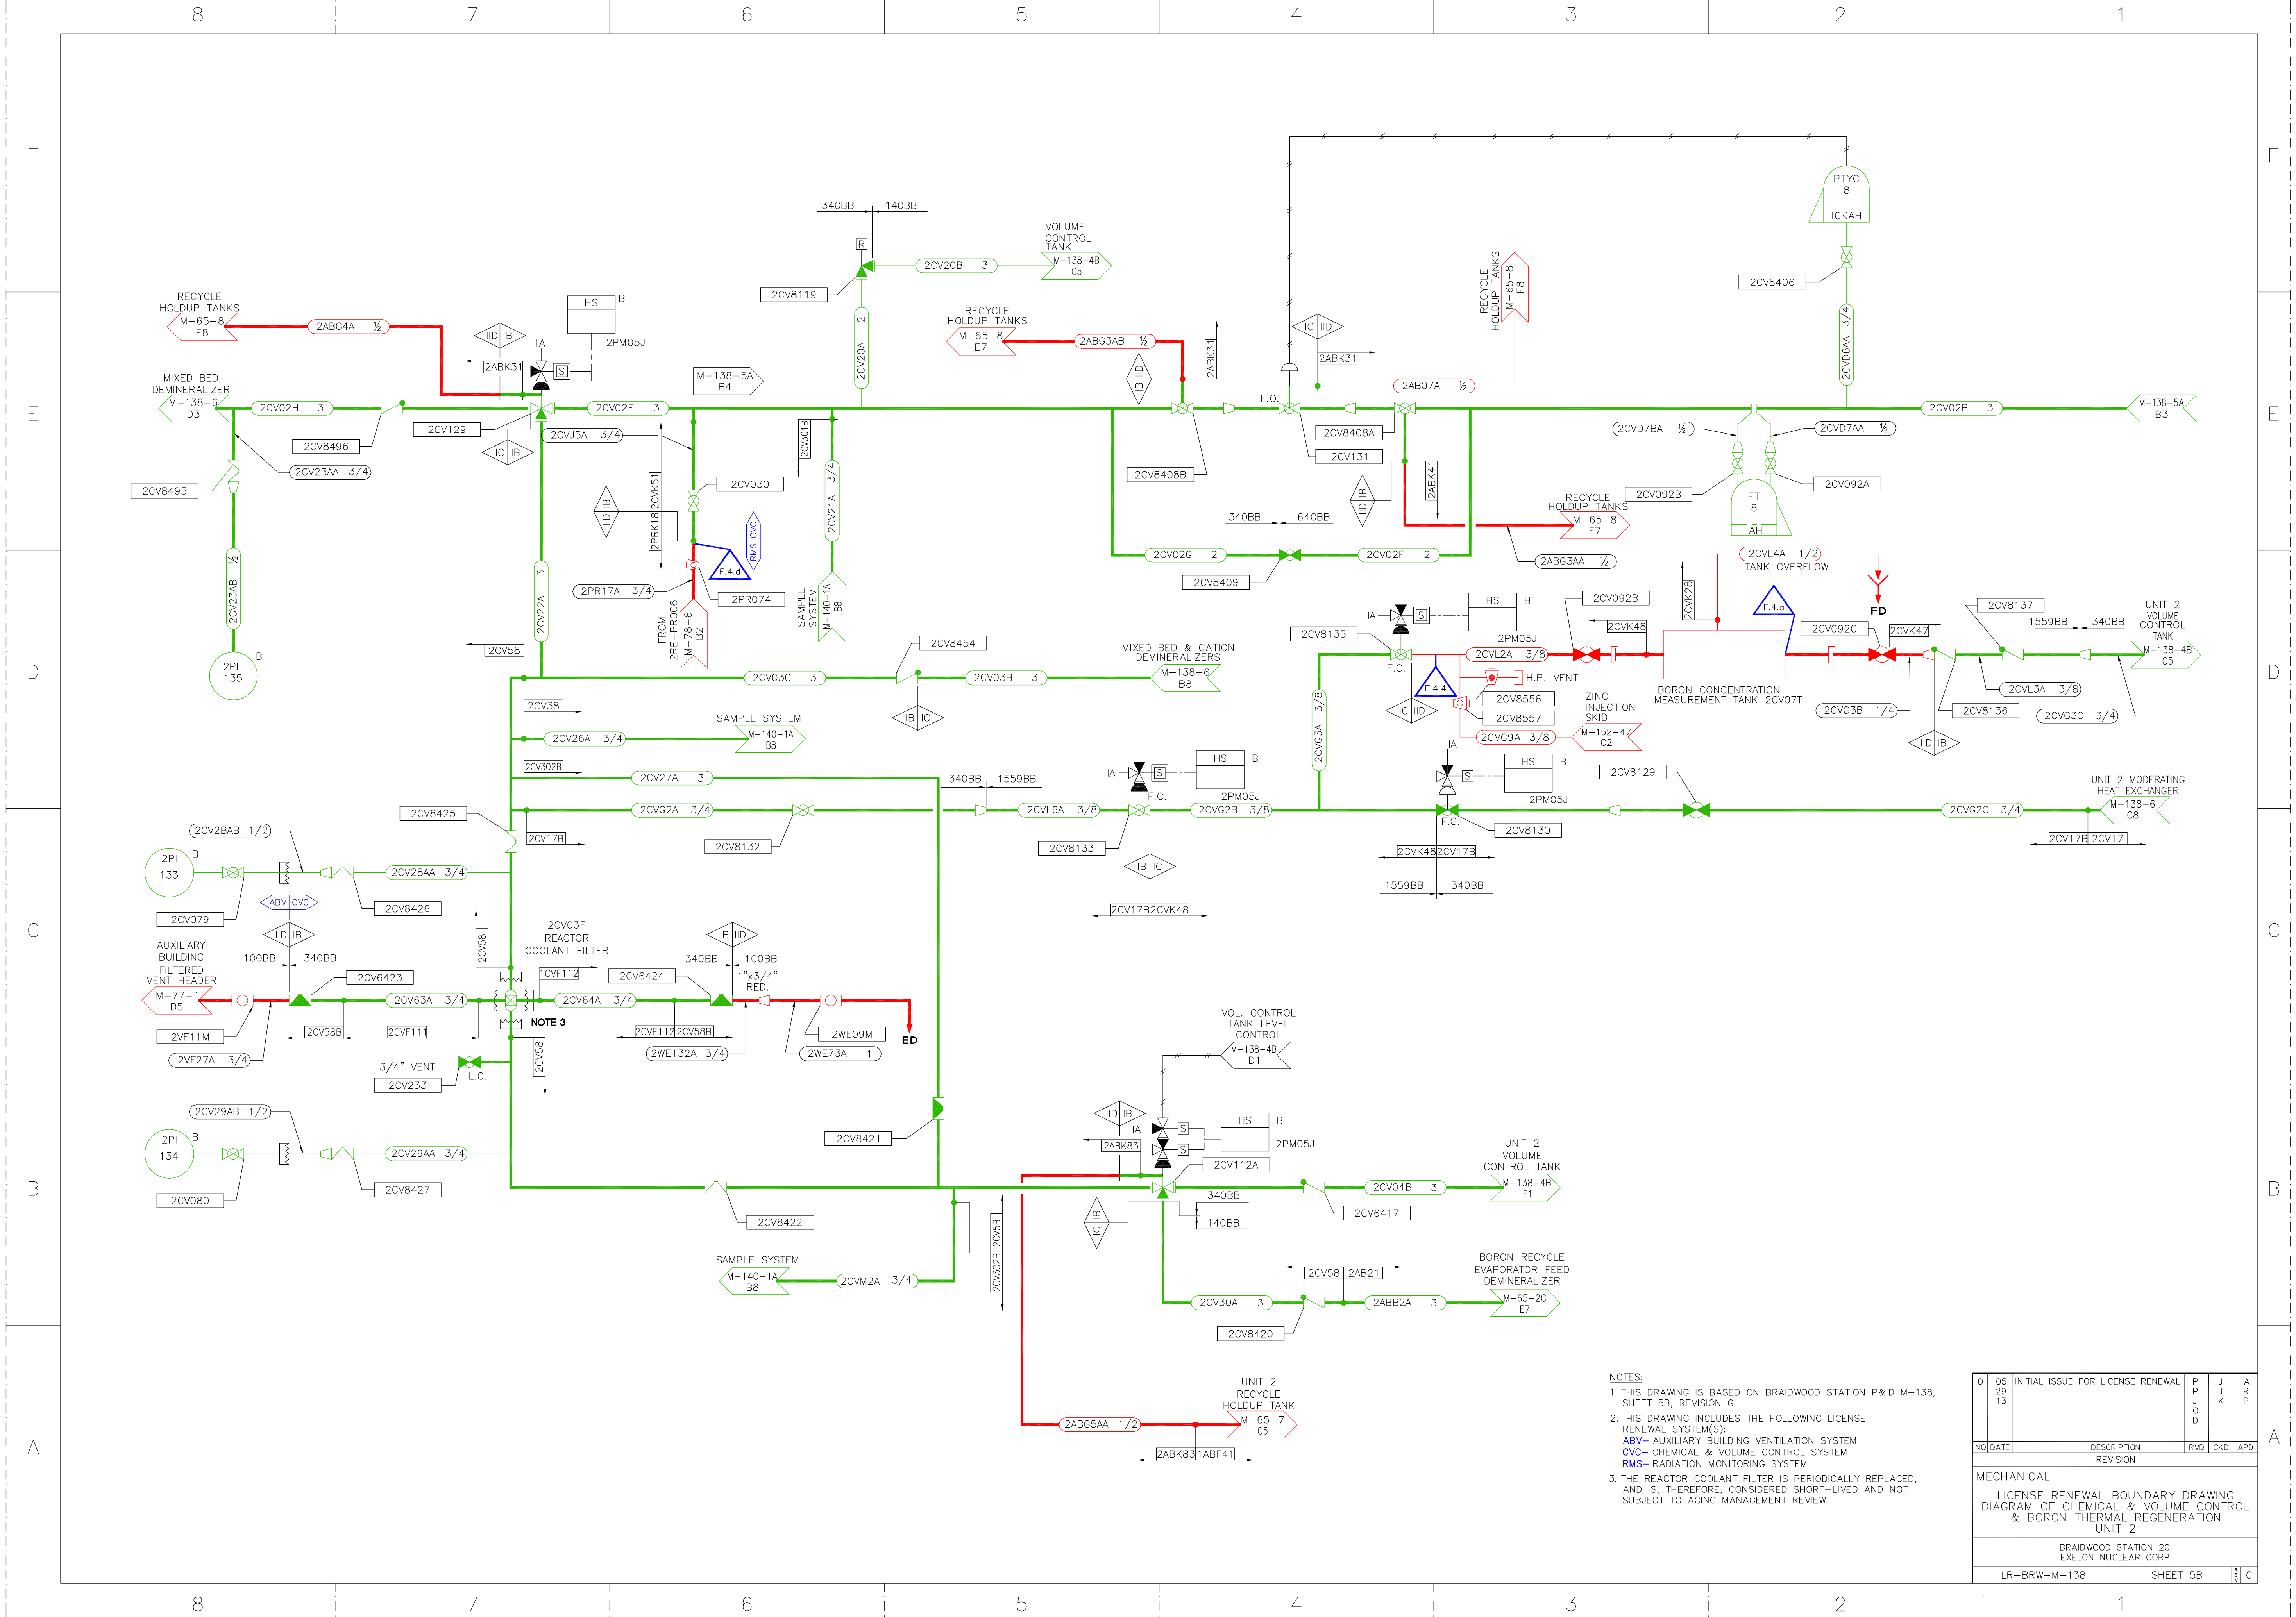 8 7 6 5 4 3 2 1
F
F
340BB 140BB
R
VOLUME
CONTROL
TANK
M-138-4B
C5
2CV20B 3
2CV8119
2CV20A 2
PTYC
8
ICKAH
2CV8406
2CVD6AA 3/4
RECYCLE
HOLDUP TANKS
M-65-8
E8
2ABG4A ½
IID IB
2ABK31
IA
S
HS
B
2PM05J
M-138-5A
B4
RECYCLE
HOLDUP TANKS
M-65-8
E7
2ABG3AB ½
IB IID
2ABK31
IC IID
2ABK31
RECYCLE
HOLDUP TANKS
M-65-8
E8
2AB07A ½
E
E
MIXED BED
DEMINERALIZER
M-138-6
D3
2CV02H 3
2CV8496
2CV129
IC IB
2CV02E 3
2CVJ5A 3/4
2CV301B
2CV21A 3/4
F.O.
2CV8408A
2CV131
2CV8408B
2CVD7BA ½
2CVD7AA ½
2CV02B 3
M-138-5A
B3
2CV23AA 3/4
2CV8495
2CV23AB ½
2PI
135
B
IID IB
2PRK18 2CVK51
2CV030
RMS CVC
F.4.d
2PR17A 3/4
2PR074
FROM
2RE-PR006
M-78-6
B2
SAMPLE
SYSTEM
M-140-1A
B8
IID IB
2ABK41
2CV092B
2CV092A
FT
8
IAH
RECYCLE
HOLDUP TANKS
M-65-8
E7
2ABG3AA ½
340BB 640BB
2CV02G 2
2CV02F 2
2CV8409
2CV22A 3
2CVL4A 1/2
TANK OVERFLOW
FD
F.4.a
2CVK28
D
D
2CV58
2CV38
2CV03C 3
2CV8454
2CV03B 3
IB IC
MIXED BED & CATION
DEMINERALIZERS
M-138-6
B8
IA
S
HS
B
2PM05J
2CV8135
F.C.
F.4.4
IC IID
2CVL2A 3/8
2CV092B
2CVK48
H.P. VENT
2CV8556
2CV8557
2CVG9A 3/8
ZINC
INJECTION
SKID
M-152-47
C2
BORON CONCENTRATION
MEASUREMENT TANK 2CV07T
2CV092C
2CVK47
2CV8137
1559BB 340BB
UNIT 2
VOLUME
CONTROL
TANK
M-138-4B
C5
2CVL3A 3/8
2CVG3B 1/4
2CV8136
2CVG3C 3/4
IID IB
2CVG3A 3/8
SAMPLE SYSTEM
M-140-1A
B8
2CV26A 3/4
2CV302B
2CV27A 3
2CVG2A 3/4
2CV17B
2CV8132
340BB 1559BB
2CVL6A 3/8
IA
S
HS
B
2PM05J
F.C.
2CV8133
IB IC
2CV17B 2CVK48
2CVG2B 3/8
IA
S
HS
B
2PM05J
F.C.
2CV8130
2CVK48 2CV17B
1559BB 340BB
2CV8129
2CVG2C 3/4
UNIT 2 MODERATING
HEAT EXCHANGER
M-138-6
C8
2CV17B 2CV17
2CV8425
2CV2BAB 1/2
2PI
133
B
2CV079
2CV28AA 3/4
2CV8426
C
C
ABV CVC
IID IB
100BB 340BB
AUXILIARY
BUILDING
FILTERED
VENT HEADER
M-77-1
D5
2VF11M
2VF27A 3/4
2CV6423
2CV63A 3/4
2CV58B 2CVF111
2CV58
2CV03F
REACTOR
COOLANT FILTER
1CVF112
2CV64A 3/4
NOTE 3
2CV58
2CV6424
IB IID
340BB 100BB
1"x3/4"
RED.
2CVF112 2CV58B
2WE132A 3/4
2WE09M
2WE73A 1
ED
3/4" VENT
2CV233
L.C.
2CV29AB 1/2
2PI
134
B
2CV080
2CV29AA 3/4
2CV8427
B
B
2CV8421
2CV8422
VOL. CONTROL
TANK LEVEL
CONTROL
M-138-4B
D1
IID IB
IA
S
S
HS
B
2PM05J
2ABK83
2CV112A
340BB
140BB
IC IB
2CV04B 3
2CV6417
UNIT 2
VOLUME
CONTROL TANK
M-138-4B
E1
SAMPLE SYSTEM
M-140-1A
B8
2CVM2A 3/4
2CV302B 2CV5B
2CV30A 3
2CV8420
2CV58 2AB21
2ABB2A 3
BORON RECYCLE
EVAPORATOR FEED
DEMINERALIZER
M-65-2C
E7
A
A
UNIT 2
RECYCLE
HOLDUP TANK
M-65-7
C5
2ABG5AA 1/2
2ABK83 1ABF41
NOTES:
1. THIS DRAWING IS BASED ON BRAIDWOOD STATION P&ID M-138,
SHEET 5B, REVISION G.
2. THIS DRAWING INCLUDES THE FOLLOWING LICENSE
RENEWAL SYSTEM(S):
ABV- AUXILIARY BUILDING VENTILATION SYSTEM
CVC- CHEMICAL & VOLUME CONTROL SYSTEM
RMS- RADIATION MONITORING SYSTEM
3. THE REACTOR COOLANT FILTER IS PERIODICALLY REPLACED,
AND IS, THEREFORE, CONSIDERED SHORT-LIVED AND NOT
SUBJECT TO AGING MANAGEMENT REVIEW.
0 05 29 13 INITIAL ISSUE FOR LICENSE RENEWAL PPJOD JJK ARP
NO DATE DESCRIPTION RVD CKD APD
REVISION
MECHANICAL
LICENSE RENEWAL BOUNDARY DRAWING
DIAGRAM OF CHEMICAL & VOLUME CONTROL
& BORON THERMAL REGENERATION
UNIT 2
BRAIDWOOD STATION 20
EXELON NUCLEAR CORP.
LR-BRW-M-138 SHEET 5B REV 0
8 7 6 5 4 3 2 1